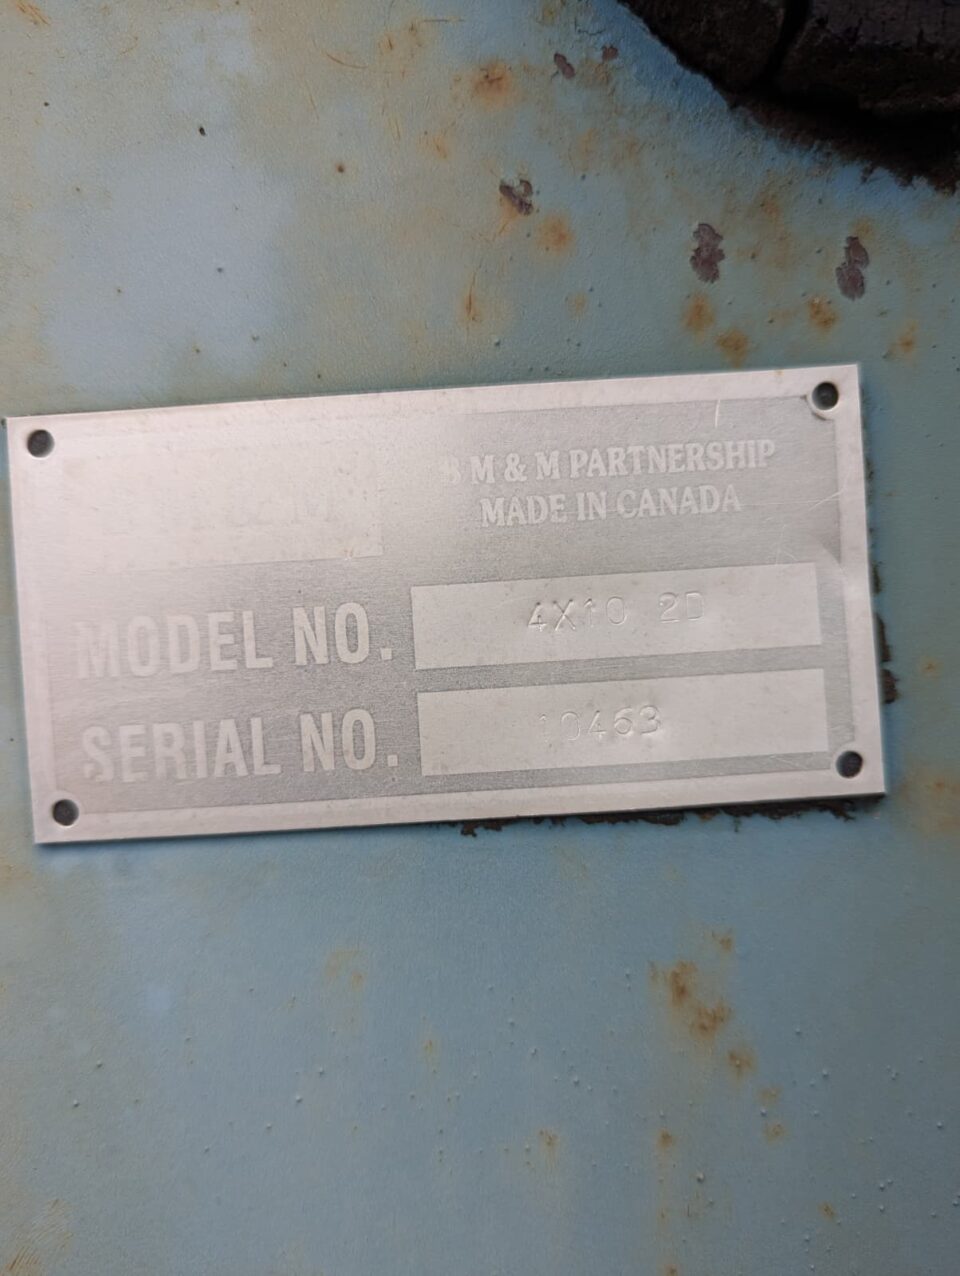 B M & M PARTNERSHIP
MADE IN CANADA
MODEL NO. 4X10 2D
SERIAL NO. 10463